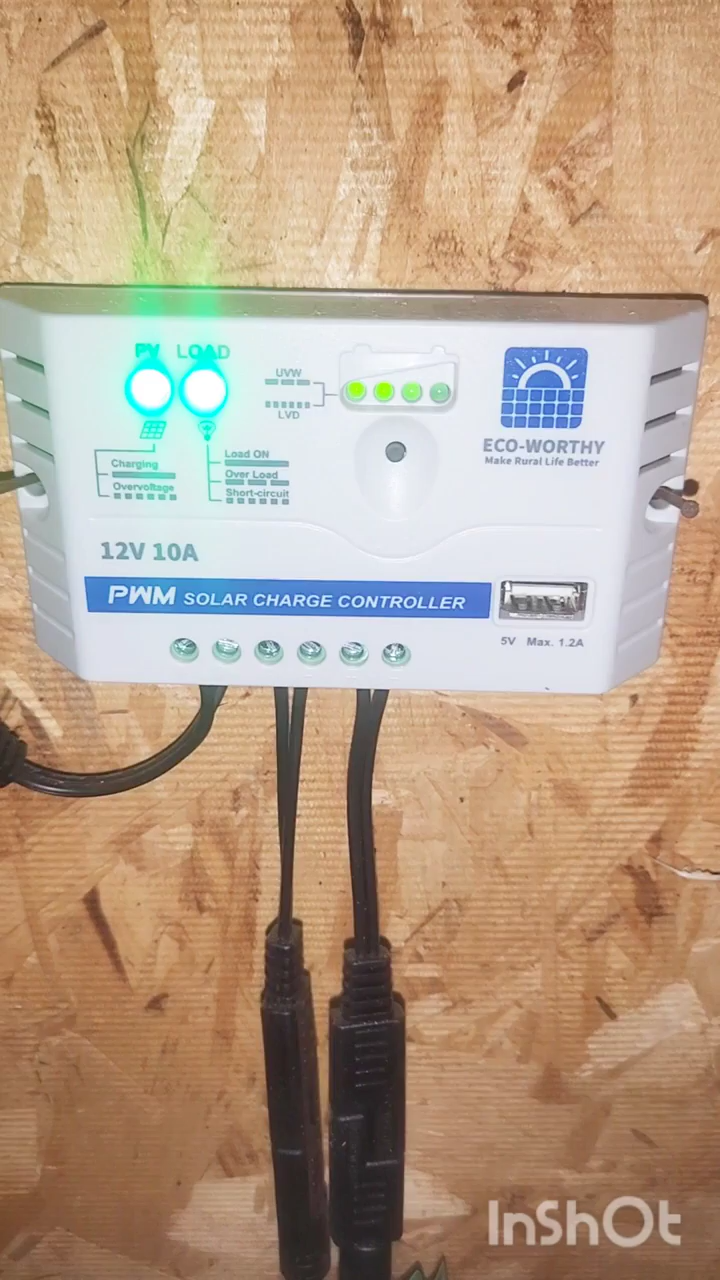 PV LOAD
UVW
LVD
Charging
Overvoltage
Load ON
Over Load
Short-circuit
ECO-WORTHY
Make Rural Life Better
12V 10A
PWM SOLAR CHARGE CONTROLLER
5V Max. 1.2A
InShOt